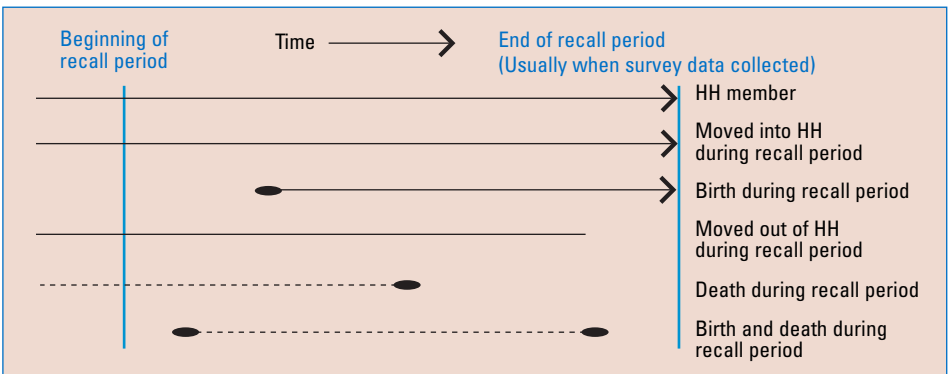 Beginning of
recall period
Time
End of recall period
(Usually when survey data collected)
HH member
Moved into HH
during recall period
Birth during recall period
Moved out of HH
during recall period
Death during recall period
Birth and death during
recall period